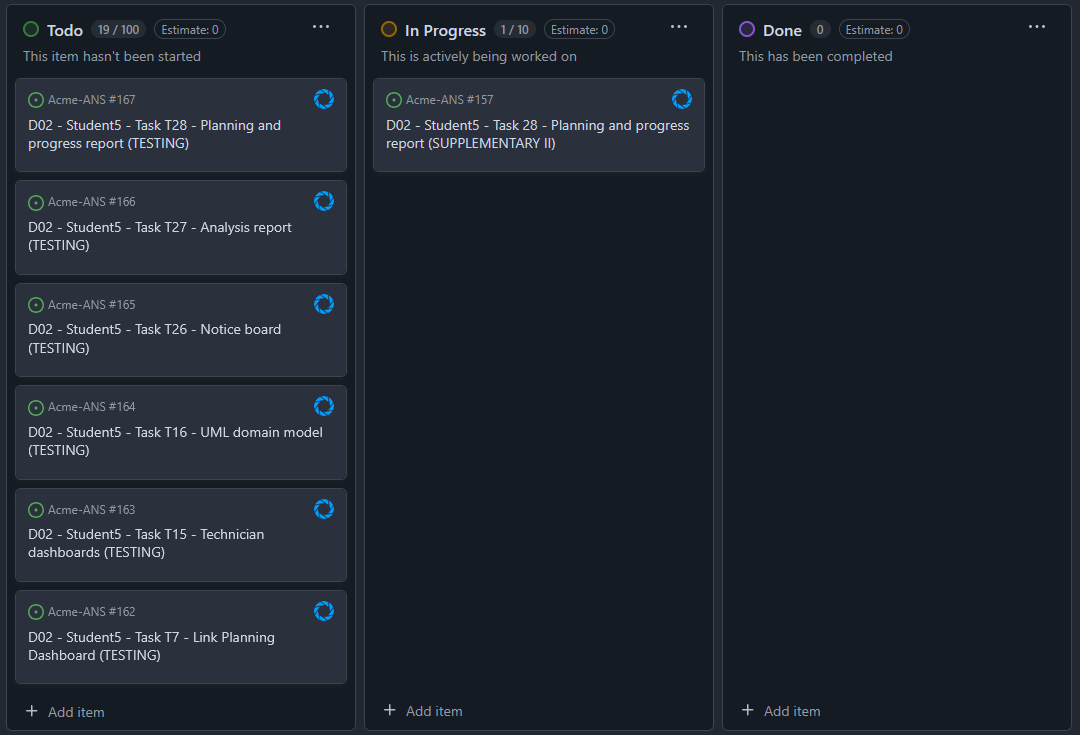 Todo 19 / 100 Estimate: 0
This item hasn't been started
Acme-ANS #167
D02 - Student5 - Task T28 - Planning and
progress report (TESTING)
Acme-ANS #166
D02 - Student5 - Task T27 - Analysis report
(TESTING)
Acme-ANS #165
D02 - Student5 - Task T26 - Notice board
(TESTING)
Acme-ANS #164
D02 - Student5 - Task T16 - UML domain model
(TESTING)
Acme-ANS #163
D02 - Student5 - Task T15 - Technician
dashboards (TESTING)
Acme-ANS #162
D02 - Student5 - Task T7 - Link Planning
Dashboard (TESTING)
+ Add item
In Progress 1 / 10 Estimate: 0
This is actively being worked on
Acme-ANS #157
D02 - Student5 - Task 28 - Planning and progress
report (SUPPLEMENTARY II)
+ Add item
Done 0 Estimate: 0
This has been completed
+ Add item